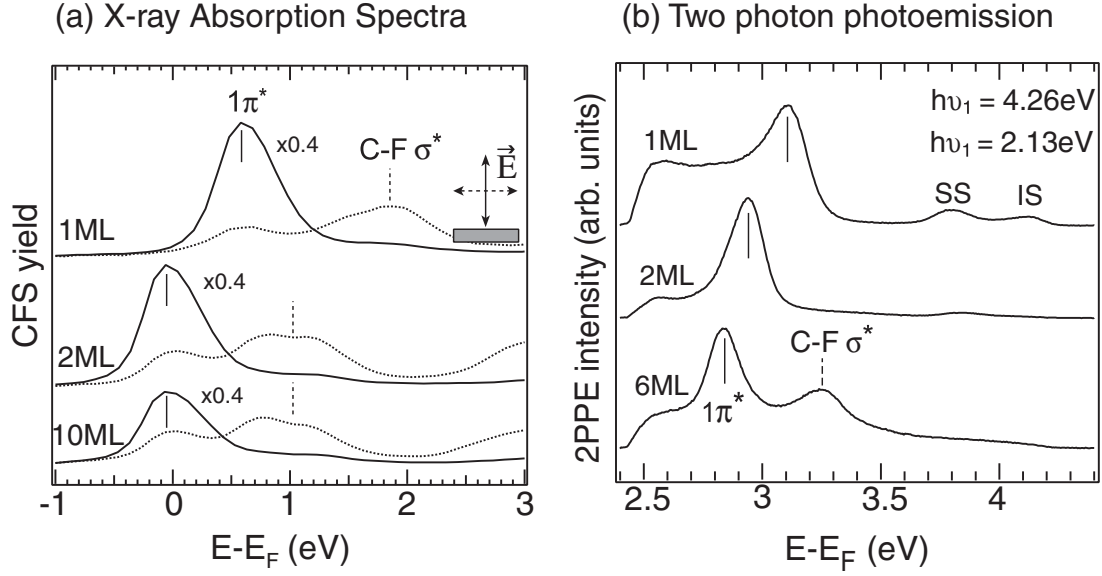 (a) X-ray Absorption Spectra
1π*
x0.4
C-F σ*
E
1ML
x0.4
2ML
x0.4
10ML
CFS yield
-1 0 1 2 3
E-E_F (eV)
(b) Two photon photoemission
hυ₁ = 4.26eV
hυ₁ = 2.13eV
1ML
SS IS
2ML
C-F σ*
6ML
1π*
2PPE intensity (arb. units)
2.5 3 3.5 4
E-E_F (eV)